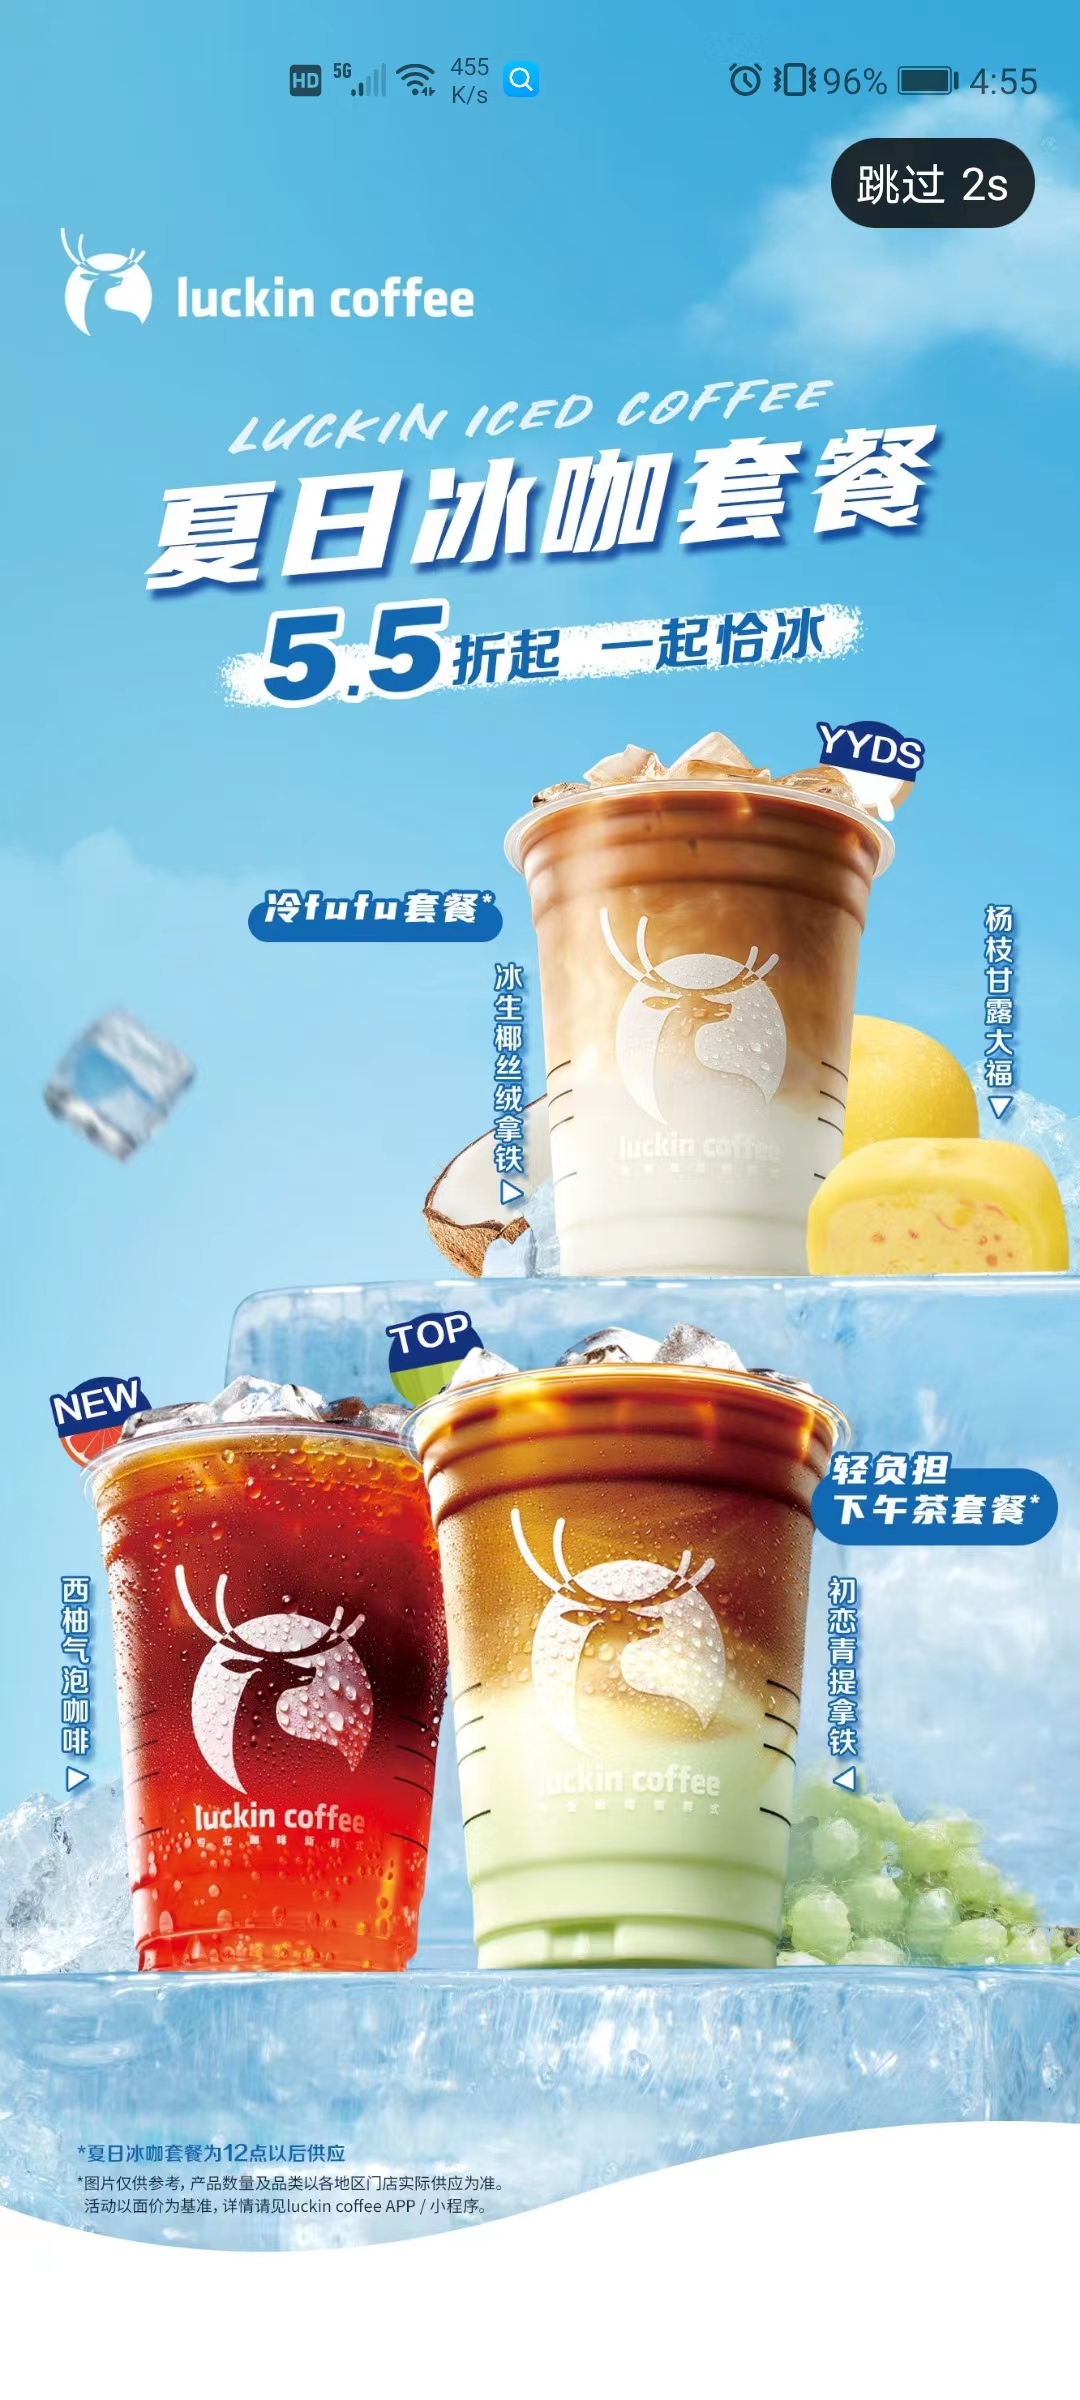 HD 5G 455 K/s 96% 4:55
跳过 2s
luckin coffee
LUCKIN ICED COFFEE
夏日冰咖套餐
5.5折起 一起恰冰
YYDS
冷fufu套餐*
冰生椰丝绒拿铁
杨枝甘露大福
luckin coffee
TOP
NEW
轻负担
下午茶套餐*
西柚气泡咖啡
初恋青提拿铁
luckin coffee
luckin coffee
专业咖啡新鲜式
*夏日冰咖套餐为12点以后供应
*图片仅供参考，产品数量及品类以各地区门店实际供应为准。
活动以面价为基准，详情请见luckin coffee APP / 小程序。